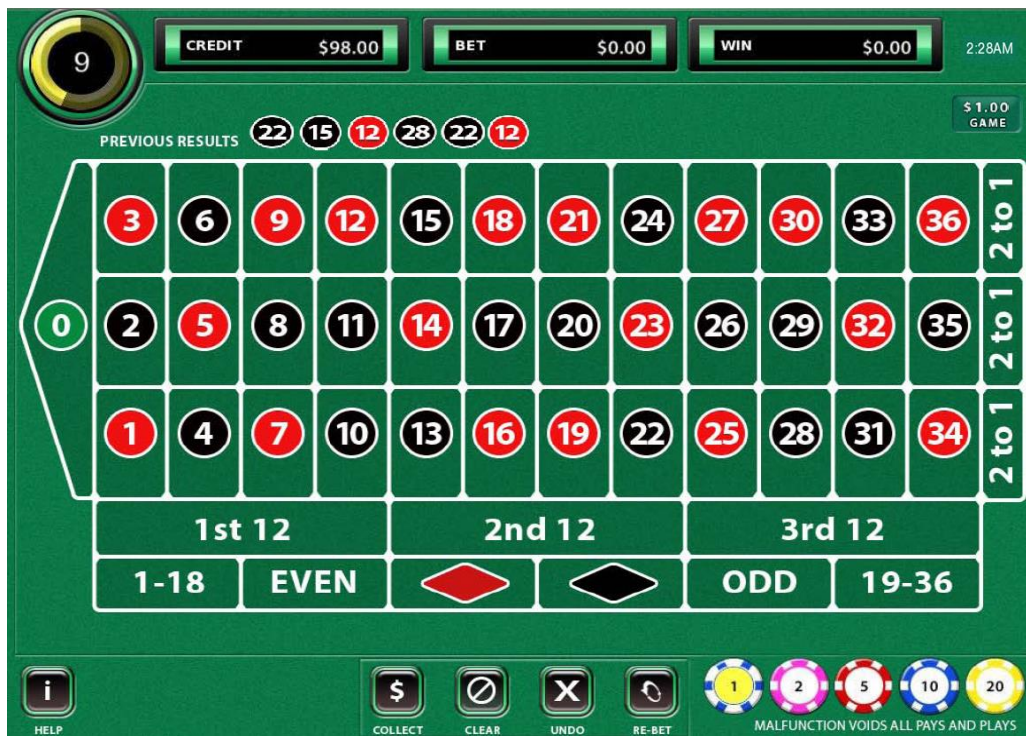 9
CREDIT $98.00
BET $0.00
WIN $0.00
2:28AM
$1.00
GAME
PREVIOUS RESULTS 22 15 12 28 22 12
3 6 9 12 15 18 21 24 27 30 33 36 2 to 1
0 2 5 8 11 14 17 20 23 26 29 32 35 2 to 1
1 4 7 10 13 16 19 22 25 28 31 34 2 to 1
1st 12 2nd 12 3rd 12
1-18 EVEN ODD 19-36
i $ X 1 2 5 10 20
HELP COLLECT CLEAR UNDO RE-BET MALFUNCTION VOIDS ALL PAYS AND PLAYS